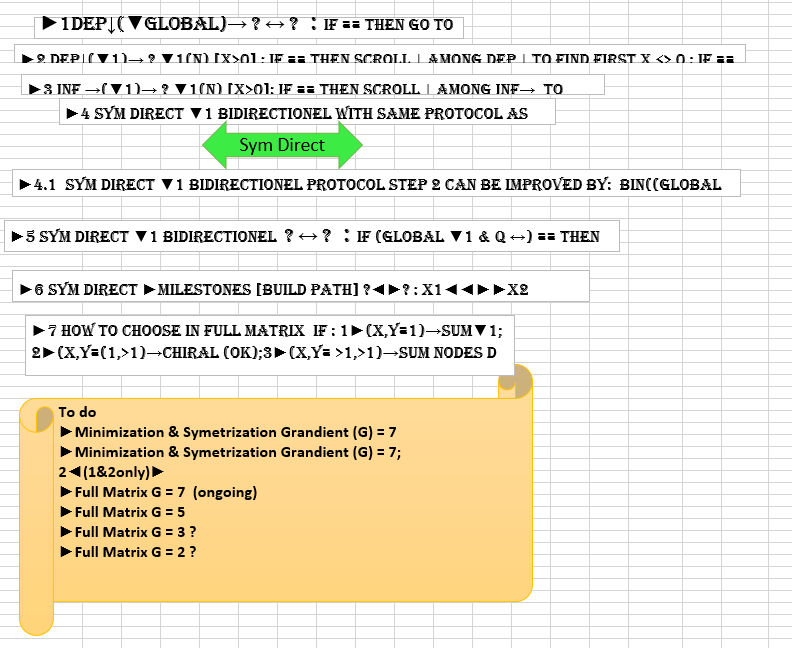 ►1DEP↓(▼GLOBAL)→ ? ↔ ? : IF == THEN GO TO
►2 DEP↓(▼1)→ ? ▼1(N) [X>0] : IF == THEN SCROLL ↓ AMONG DEP ↓ TO FIND FIRST X <> 0 : IF ==
►3 INF →(▼1)→ ? ▼1(N) [X>0]: IF == THEN SCROLL ↓ AMONG INF→ TO
►4 SYM DIRECT ▼1 BIDIRECTIONEL WITH SAME PROTOCOL AS
Sym Direct
►4.1 SYM DIRECT ▼1 BIDIRECTIONEL PROTOCOL STEP 2 CAN BE IMPROVED BY: BIN((GLOBAL
►5 SYM DIRECT ▼1 BIDIRECTIONEL ? ↔ ? : IF (GLOBAL ▼1 & Q ↔) == THEN
►6 SYM DIRECT ►MILESTONES [BUILD PATH] ?◄►? : X1◄◄►►X2
►7 HOW TO CHOOSE IN FULL MATRIX IF : 1►(X,Y=1)→SUM▼1;
2►(X,Y=(1,>1)→CHIRAL (OK);3►(X,Y= >1,>1)→SUM NODES D
To do
►Minimization & Symetrization Grandient (G) = 7
►Minimization & Symetrization Grandient (G) = 7;
2◄(1&2only)►
►Full Matrix G = 7 (ongoing)
►Full Matrix G = 5
►Full Matrix G = 3 ?
►Full Matrix G = 2 ?